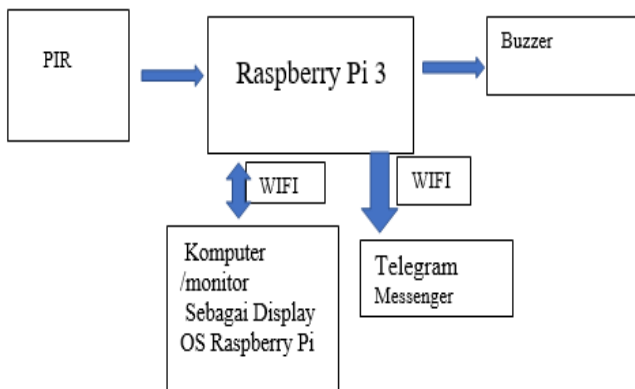 PIR
Raspberry Pi 3
Buzzer
WIFI
WIFI
Komputer
/monitor
Sebagai Display
OS Raspberry Pi
Telegram
Messenger